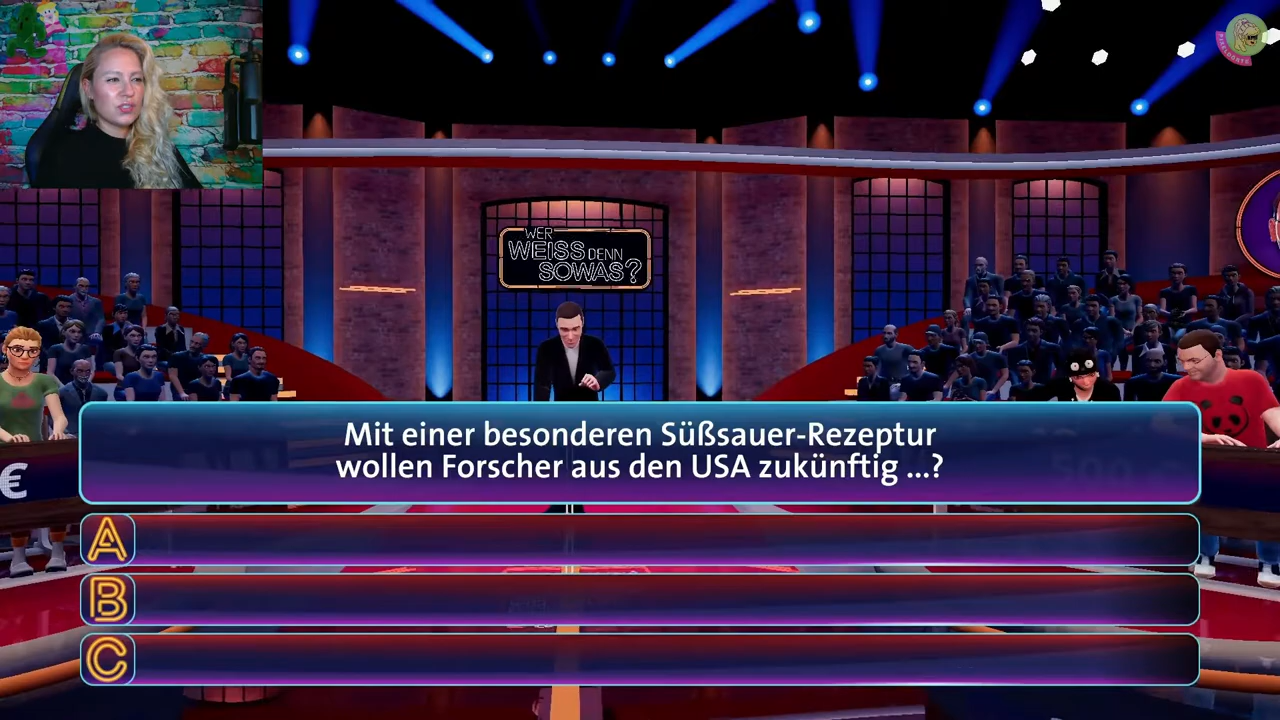 WER
WEISS DENN
SOWAS?
€
Mit einer besonderen Süßsauer-Rezeptur
wollen Forscher aus den USA zukünftig ...?
A
B
C